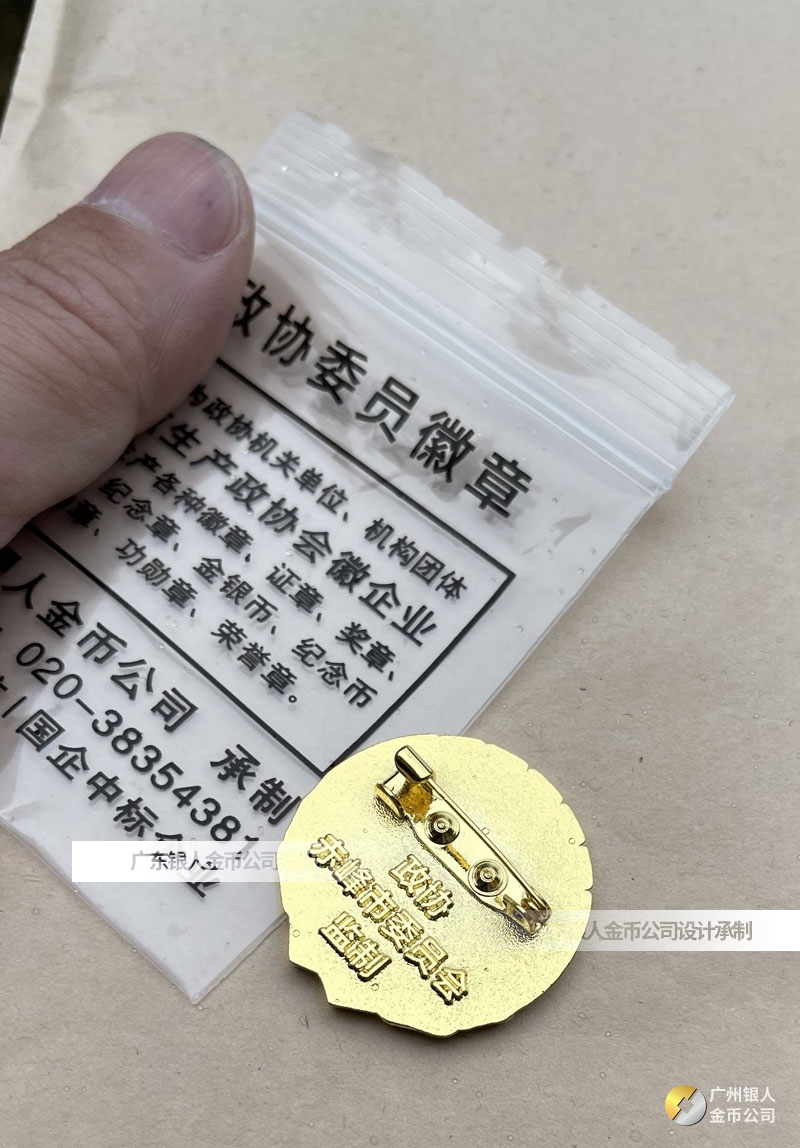 政协委员徽章
为政协机关单位、机构团体
生产政协会徽企业
产各种徽章、证章、奖章、
纪念章、金银币、纪念币
章、功勋章、荣誉章。
银人金币公司 承制
020-3835438
国企中标企业
政协
赤峰市委员会
监制
广东银人金币公司
人金币公司设计承制
广州银人
金币公司